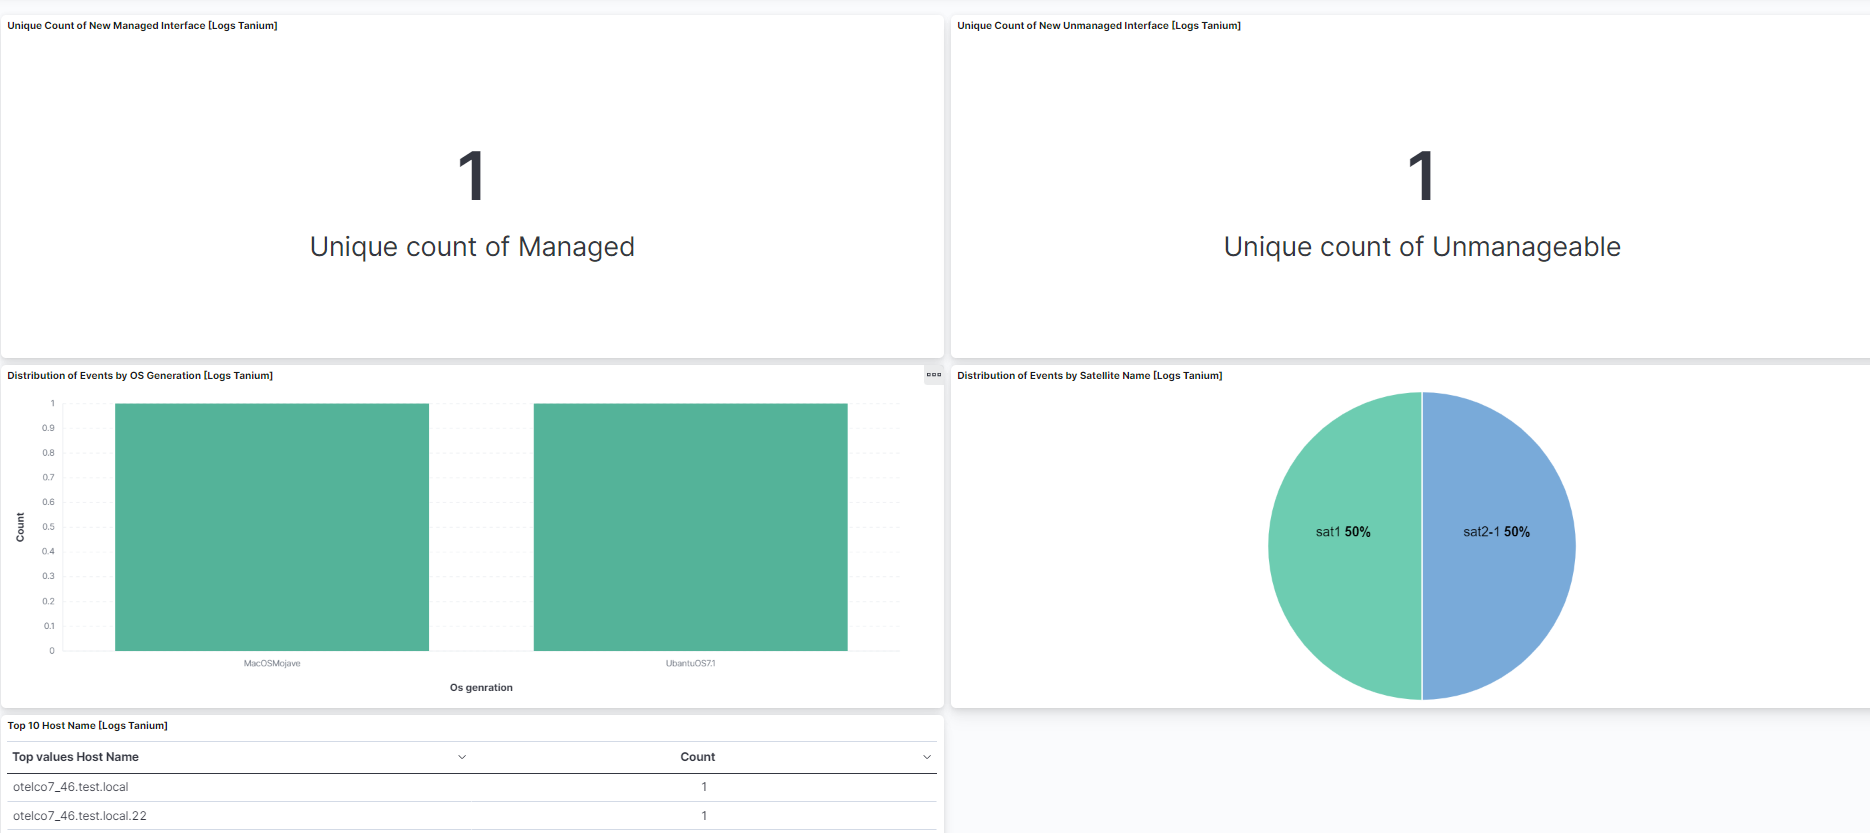 Unique Count of New Managed Interface [Logs Tanium]
1
Unique count of Managed
Unique Count of New Unmanaged Interface [Logs Tanium]
1
Unique count of Unmanageable
Distribution of Events by OS Generation [Logs Tanium]
1
0.9
0.8
0.7
0.6
0.5
0.4
0.3
0.2
0.1
0
Count
MacOSMojave
UbantuOS7.1
Os genration
Distribution of Events by Satellite Name [Logs Tanium]
sat1 50%
sat2-1 50%
Top 10 Host Name [Logs Tanium]
Top values Host Name Count
otelco7_46.test.local 1
otelco7_46.test.local.22 1